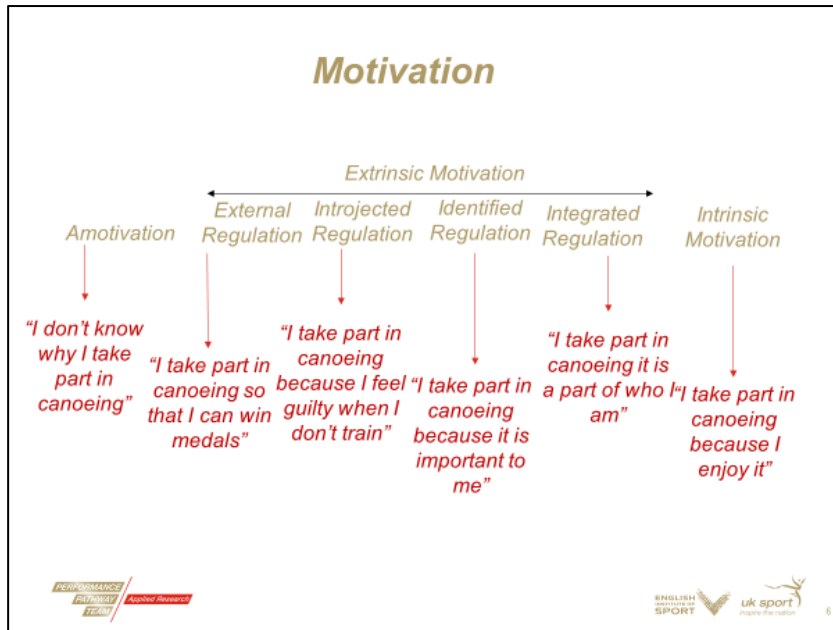 Motivation
Extrinsic Motivation
Amotivation
External
Regulation
Introjected
Regulation
Identified
Regulation
Integrated
Regulation
Intrinsic
Motivation
“I don’t know
why I take
part in
canoeing”
“I take part in
canoeing so
that I can win
medals”
“I take part in
canoeing
because I feel
guilty when I
don’t train”
“I take part in
canoeing
because it is
important to
me”
“I take part in
canoeing it is
a part of who I
am”
“I take part in
canoeing
because I
enjoy it”
PERFORMANCE
PATHWAY
TEAM
Applied Research
ENGLISH
INSTITUTE OF
SPORT
uk sport
inspire the nation
6